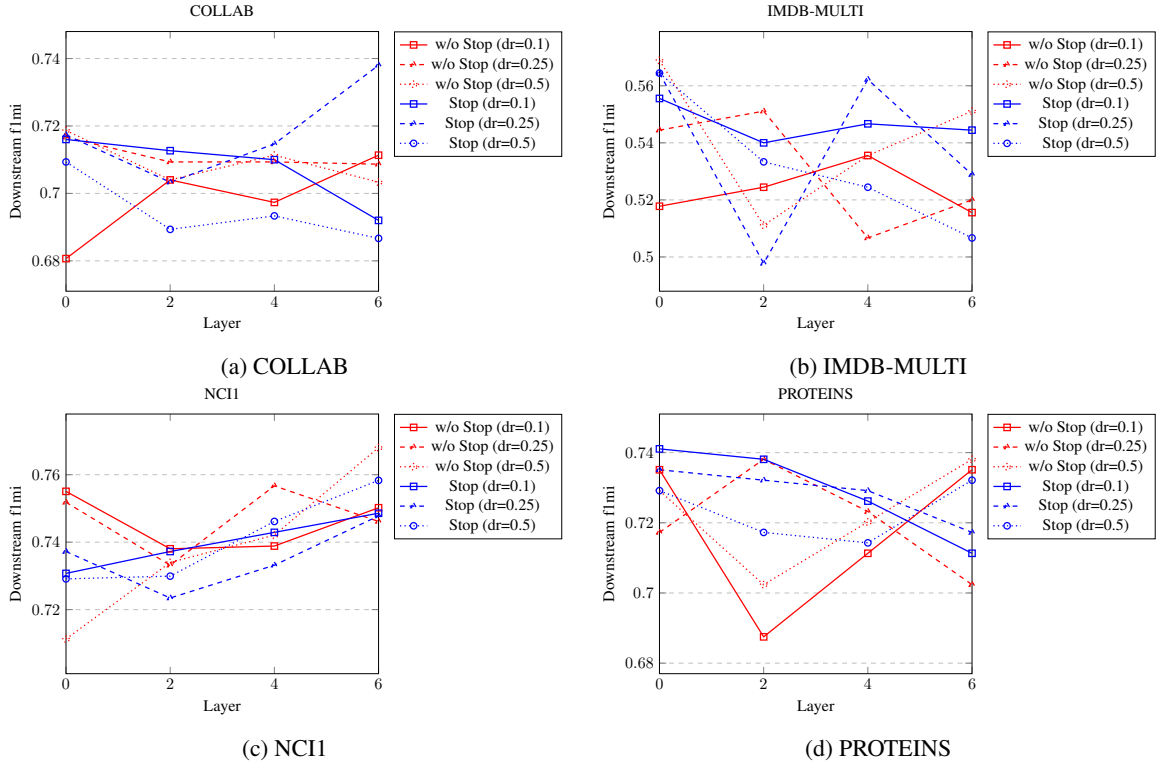 COLLAB
0.74
0.72
0.7
0.68
0 2 4 6
Layer
Downstream f1mi
w/o Stop (dr=0.1)
w/o Stop (dr=0.25)
w/o Stop (dr=0.5)
Stop (dr=0.1)
Stop (dr=0.25)
Stop (dr=0.5)
(a) COLLAB
IMDB-MULTI
0.56
0.54
0.52
0.5
0 2 4 6
Layer
Downstream f1mi
w/o Stop (dr=0.1)
w/o Stop (dr=0.25)
w/o Stop (dr=0.5)
Stop (dr=0.1)
Stop (dr=0.25)
Stop (dr=0.5)
(b) IMDB-MULTI
NCI1
0.76
0.74
0.72
0 2 4 6
Layer
Downstream f1mi
w/o Stop (dr=0.1)
w/o Stop (dr=0.25)
w/o Stop (dr=0.5)
Stop (dr=0.1)
Stop (dr=0.25)
Stop (dr=0.5)
(c) NCI1
PROTEINS
0.74
0.72
0.7
0.68
0 2 4 6
Layer
Downstream f1mi
w/o Stop (dr=0.1)
w/o Stop (dr=0.25)
w/o Stop (dr=0.5)
Stop (dr=0.1)
Stop (dr=0.25)
Stop (dr=0.5)
(d) PROTEINS